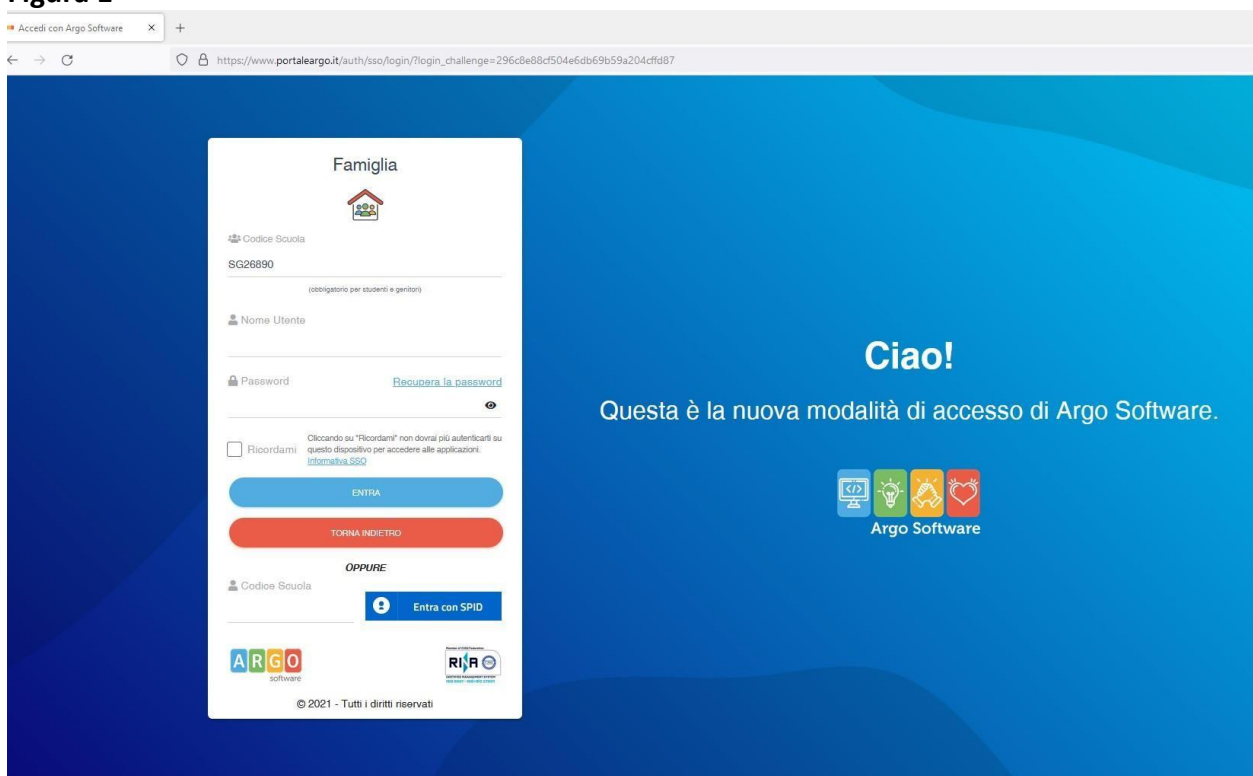 Accedi con Argo Software
https://www.portaleargo.it/auth/sso/login/?login_challenge=296c8e88cf504e6db69b59a204cffd87
Famiglia
Codice Scuola
SG26890
(obbligatorio per studenti e genitori)
Nome Utente
Password
Recupera la password
Ricordami
Cliccando su "Ricordami" non dovrai più autenticarti su
questo dispositivo per accedere alle applicazioni.
Informativa SSO
ENTRA
TORNA INDIETRO
OPPURE
Codice Scuola
Entra con SPID
ARGO
software
RINA
© 2021 - Tutti i diritti riservati
Ciao!
Questa è la nuova modalità di accesso di Argo Software.
Argo Software